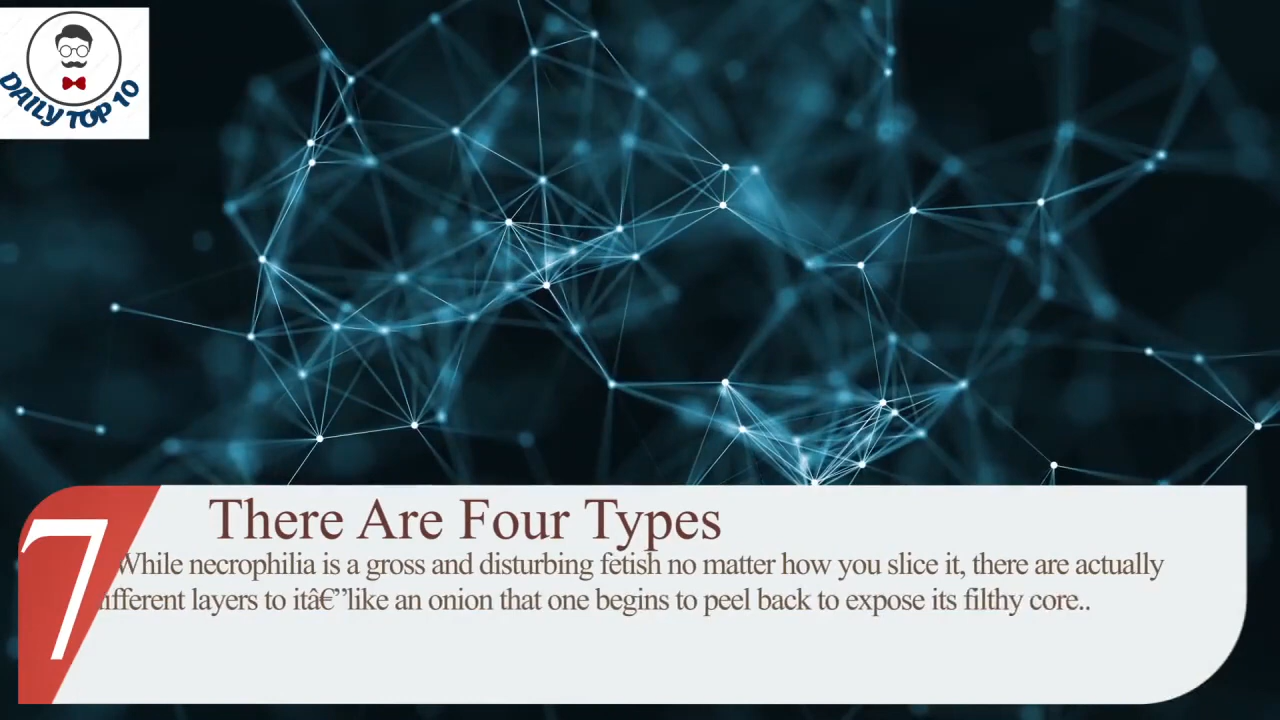 DAILY TOP 10
7
There Are Four Types
While necrophilia is a gross and disturbing fetish no matter how you slice it, there are actually
ifferent layers to itâ€”like an onion that one begins to peel back to expose its filthy core..